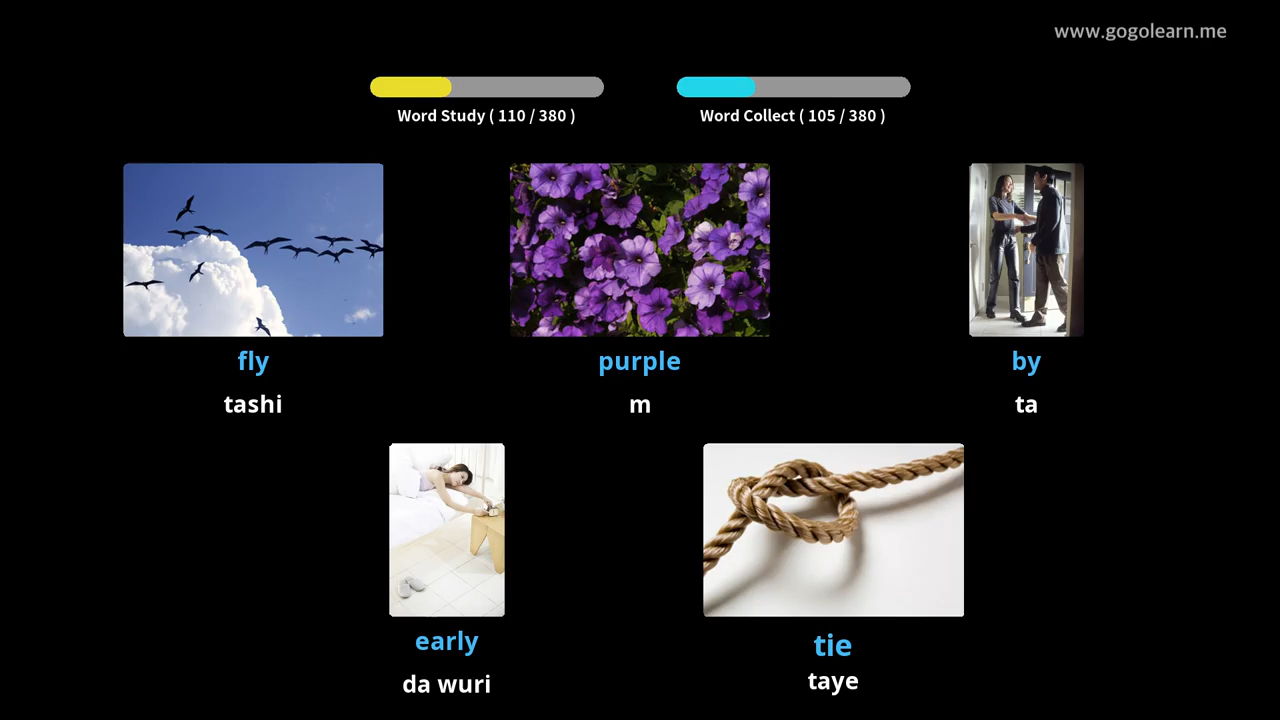 www.gogolearn.me
Word Study ( 110 / 380 )
Word Collect ( 105 / 380 )
fly
tashi
purple
m
by
ta
early
da wuri
tie
taye